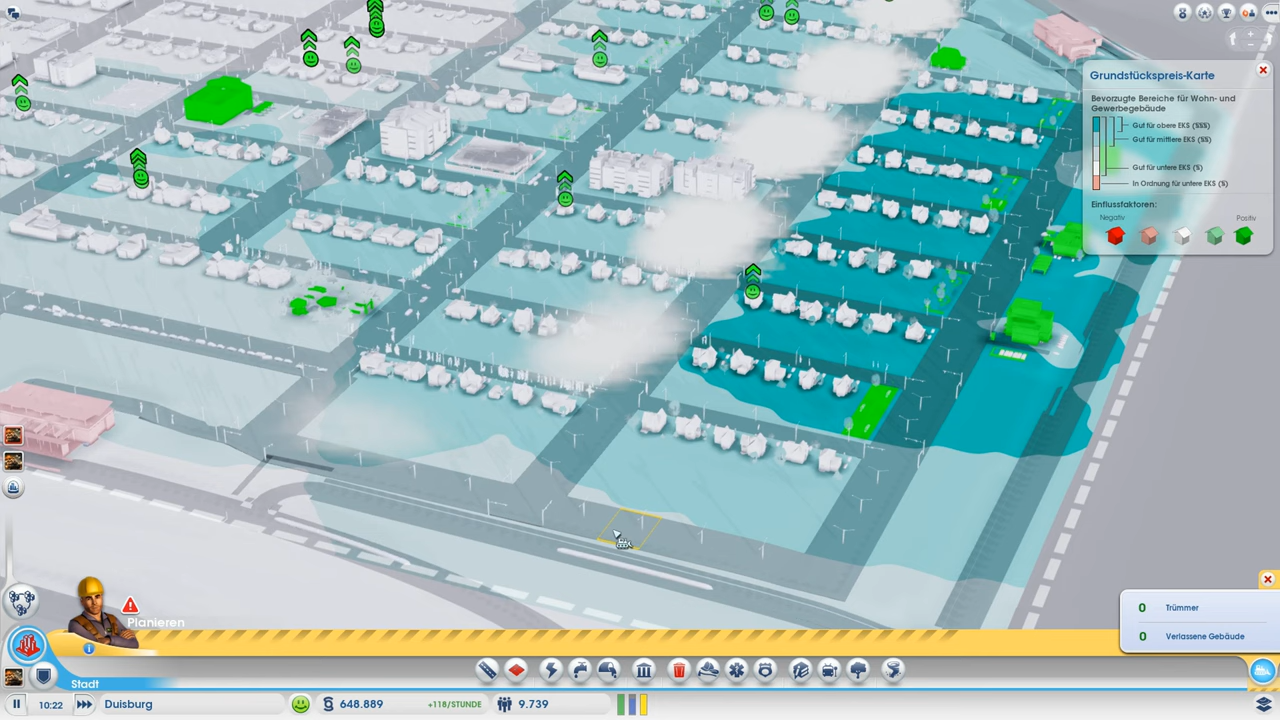 Grundstückspreis-Karte
Bevorzugte Bereiche für Wohn- und
Gewerbegebäude
Gut für obere EKS (§§§)
Gut für mittlere EKS (§§)
Gut für untere EKS (§)
In Ordnung für untere EKS (§)
Einflussfaktoren:
Negativ
Positiv
Planieren
0 Trümmer
0 Verlassene Gebäude
Stadt
10:22
Duisburg
648.889
+118/STUNDE
9.739